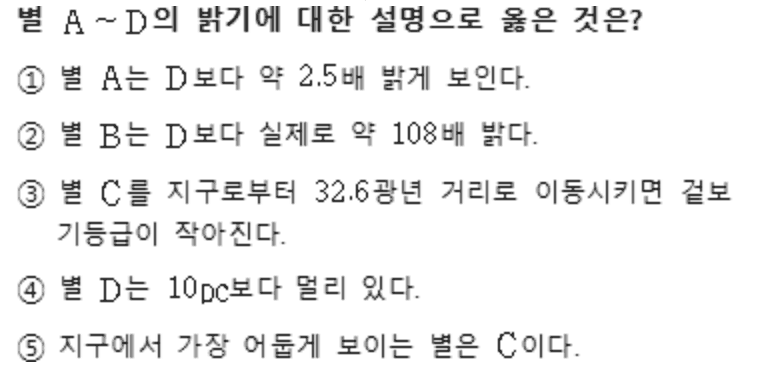 별 A ~ D의 밝기에 대한 설명으로 옳은 것은?
① 별 A는 D보다 약 2.5배 밝게 보인다.
② 별 B는 D보다 실제로 약 108배 밝다.
③ 별 C를 지구로부터 32.6광년 거리로 이동시키면 겉보
기등급이 작아진다.
④ 별 D는 10pc보다 멀리 있다.
⑤ 지구에서 가장 어둡게 보이는 별은 C이다.